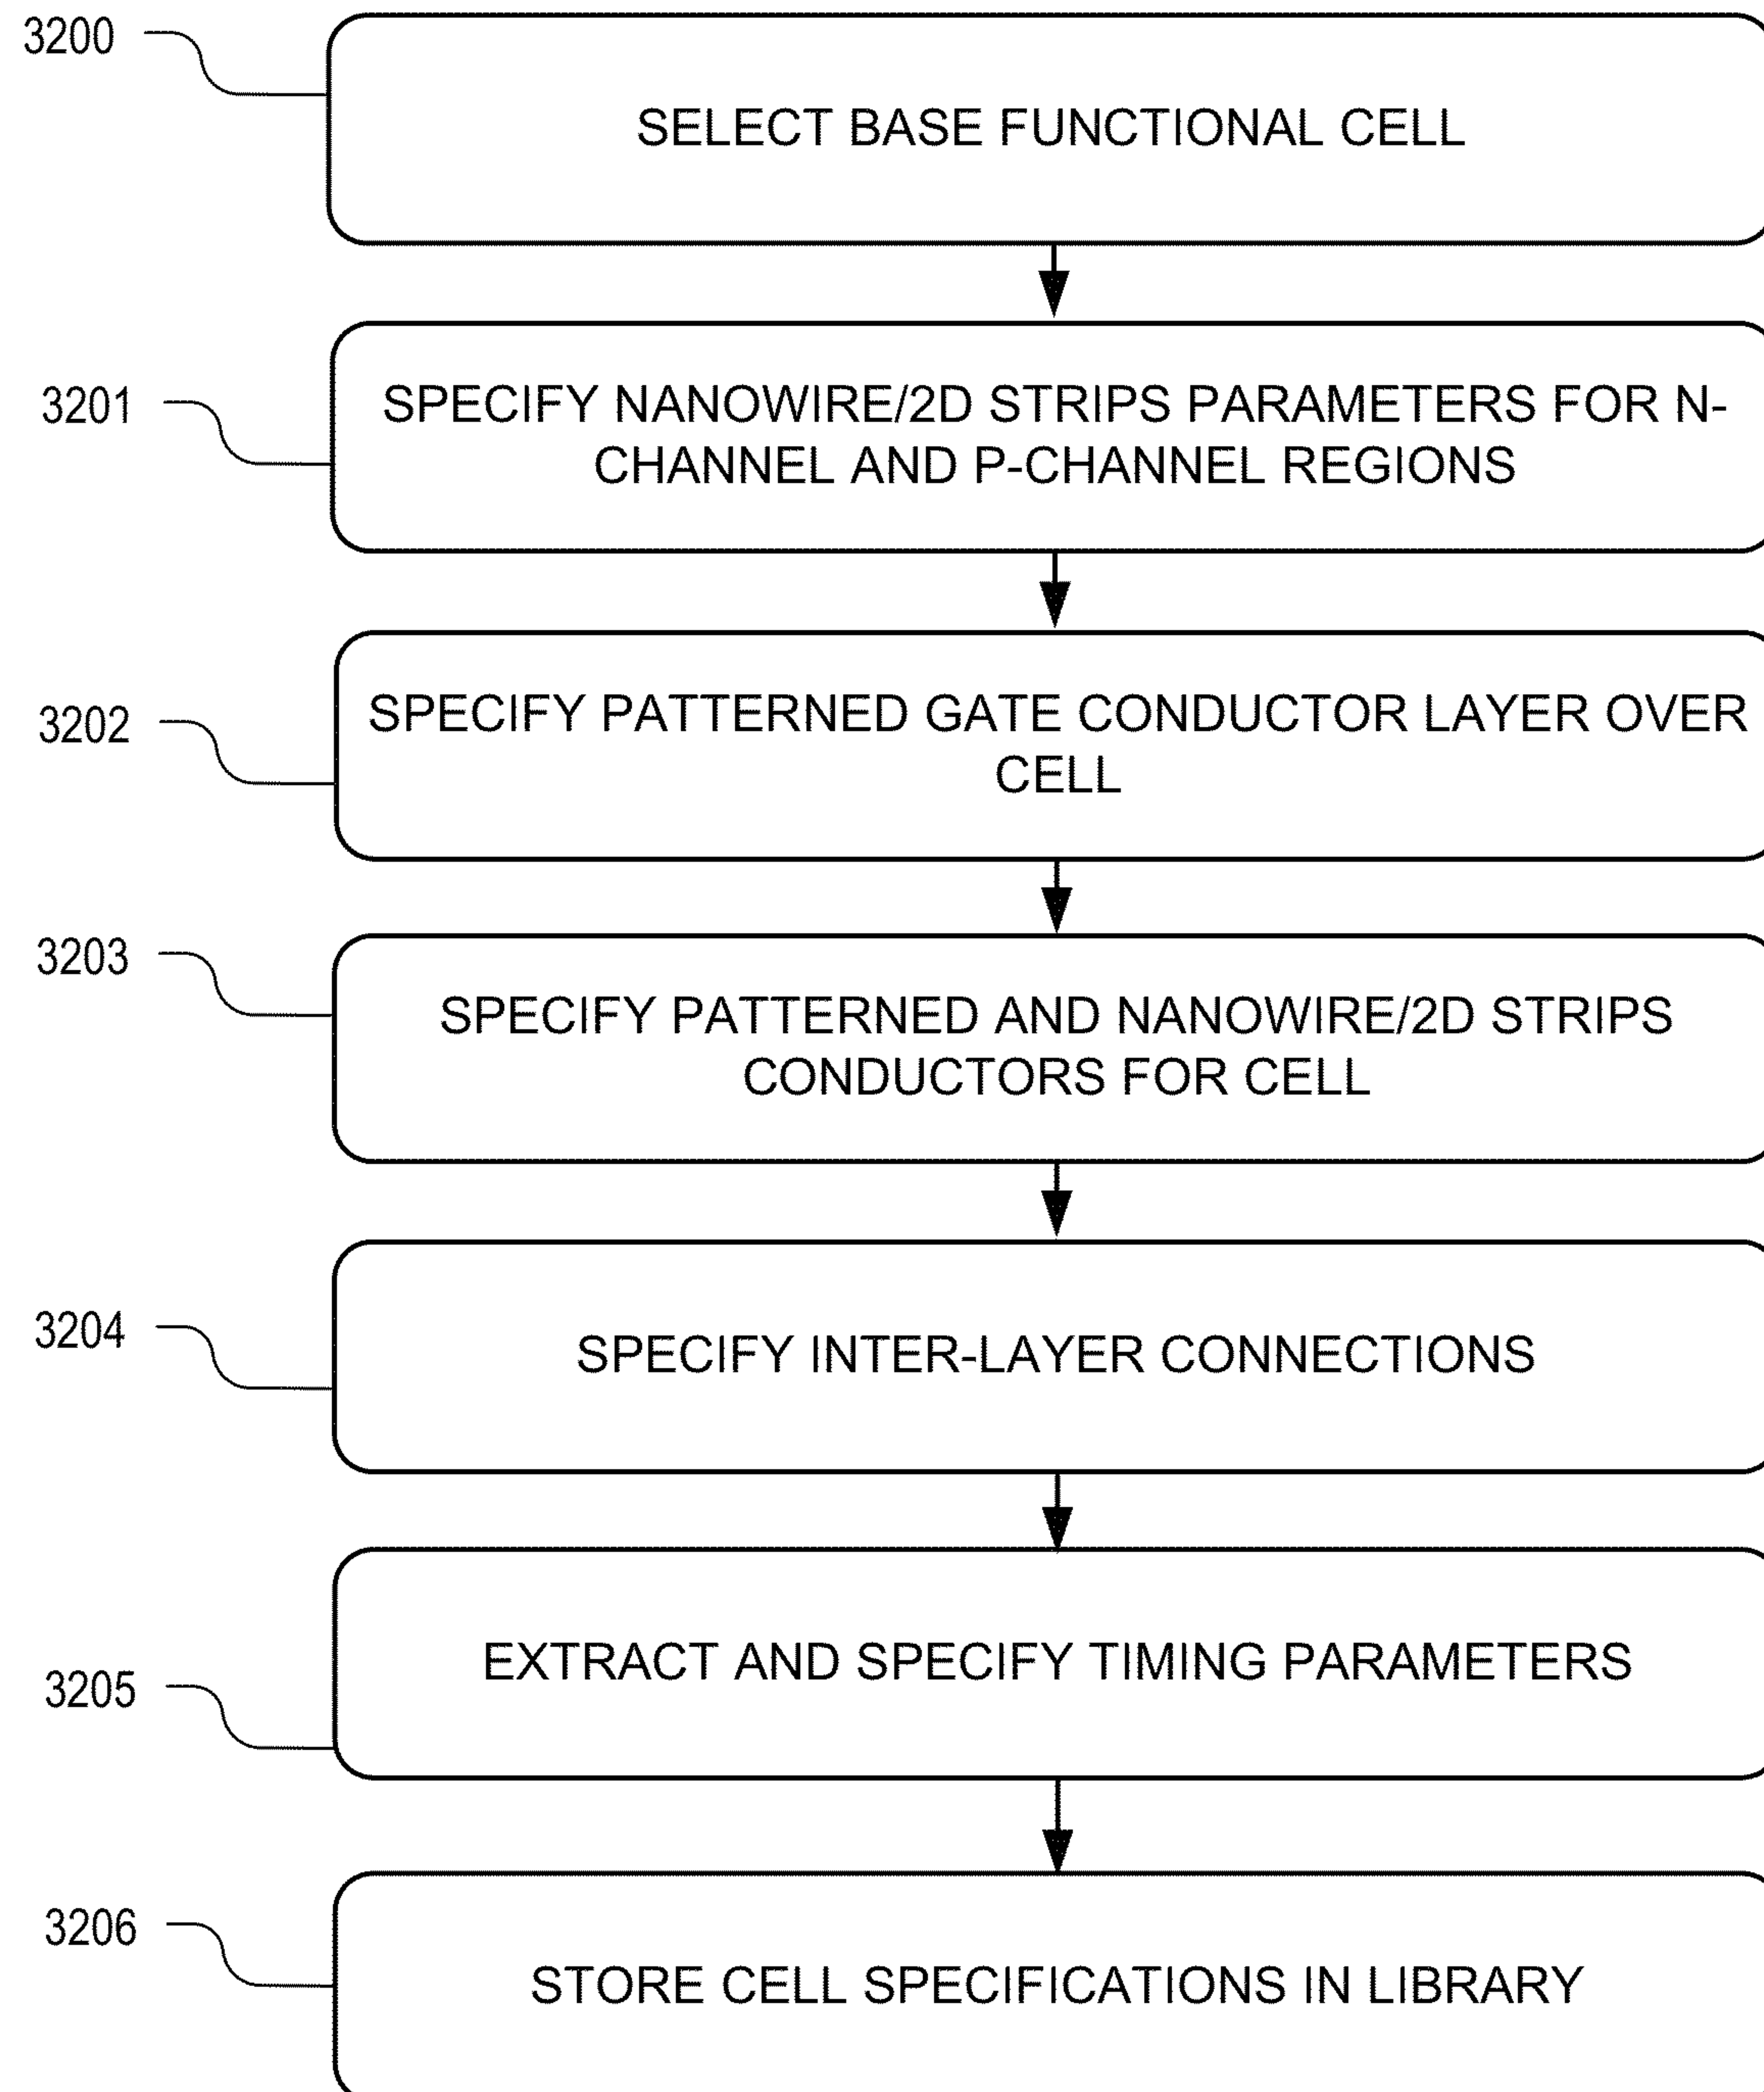 3200
SELECT BASE FUNCTIONAL CELL
3201
SPECIFY NANOWIRE/2D STRIPS PARAMETERS FOR N-
CHANNEL AND P-CHANNEL REGIONS
3202
SPECIFY PATTERNED GATE CONDUCTOR LAYER OVER
CELL
3203
SPECIFY PATTERNED AND NANOWIRE/2D STRIPS
CONDUCTORS FOR CELL
3204
SPECIFY INTER-LAYER CONNECTIONS
3205
EXTRACT AND SPECIFY TIMING PARAMETERS
3206
STORE CELL SPECIFICATIONS IN LIBRARY